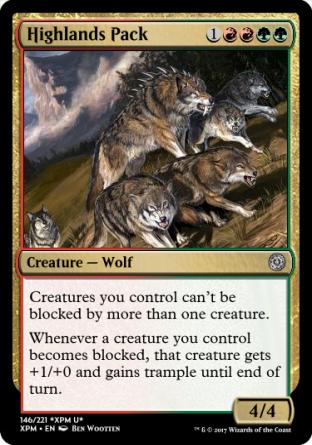 Highlands Pack 1
Creature — Wolf
Creatures you control can't be
blocked by more than one creature.
Whenever a creature you control
becomes blocked, that creature gets
+1/+0 and gains trample until end of
turn.
4/4
146/221 *XPM U*
XPM • EN Ben Wootten
™ & © 2017 Wizards of the Coast